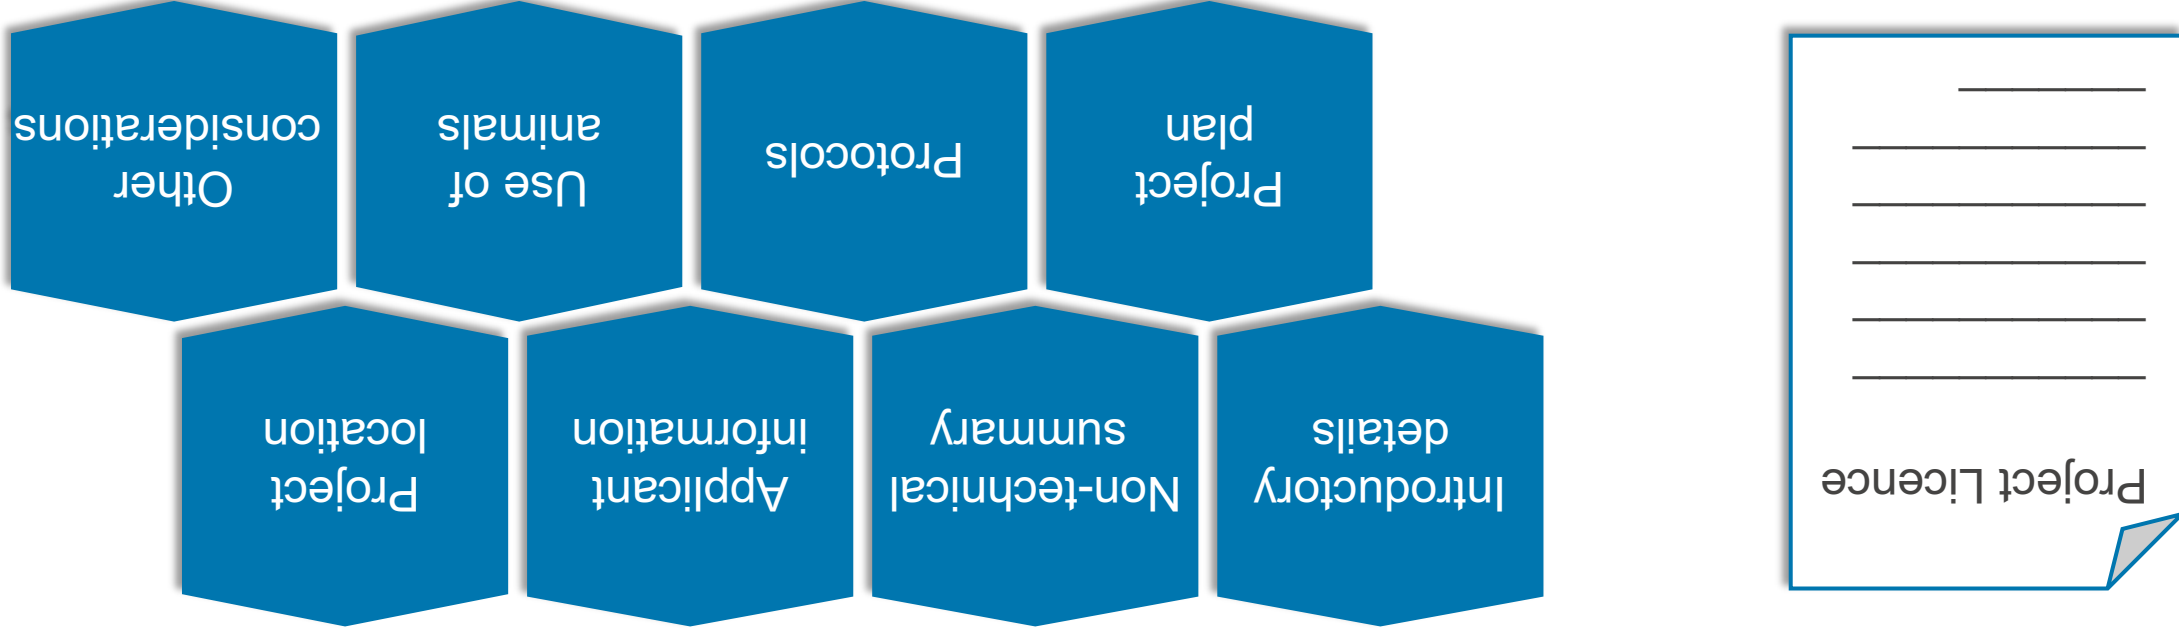 Project Licence
Introductory
details
Non-technical
summary
Applicant
information
Project
location
Project
plan
Protocols
Use of
animals
Other
considerations